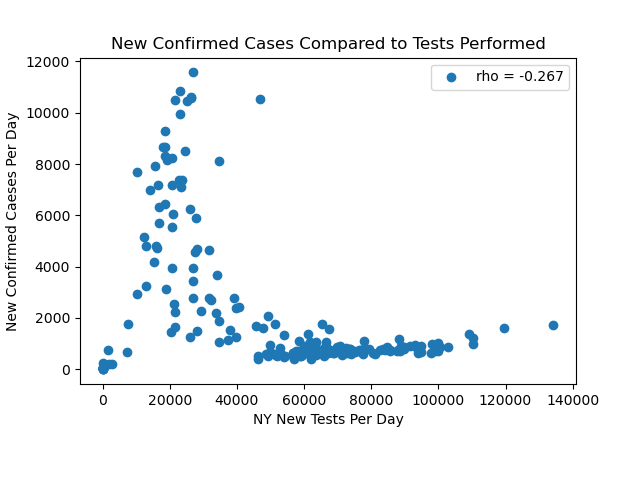 New Confirmed Cases Compared to Tests Performed
rho = -0.267
New Confirmed Caeses Per Day
12000
10000
8000
6000
4000
2000
0
0 20000 40000 60000 80000 100000 120000 140000
NY New Tests Per Day